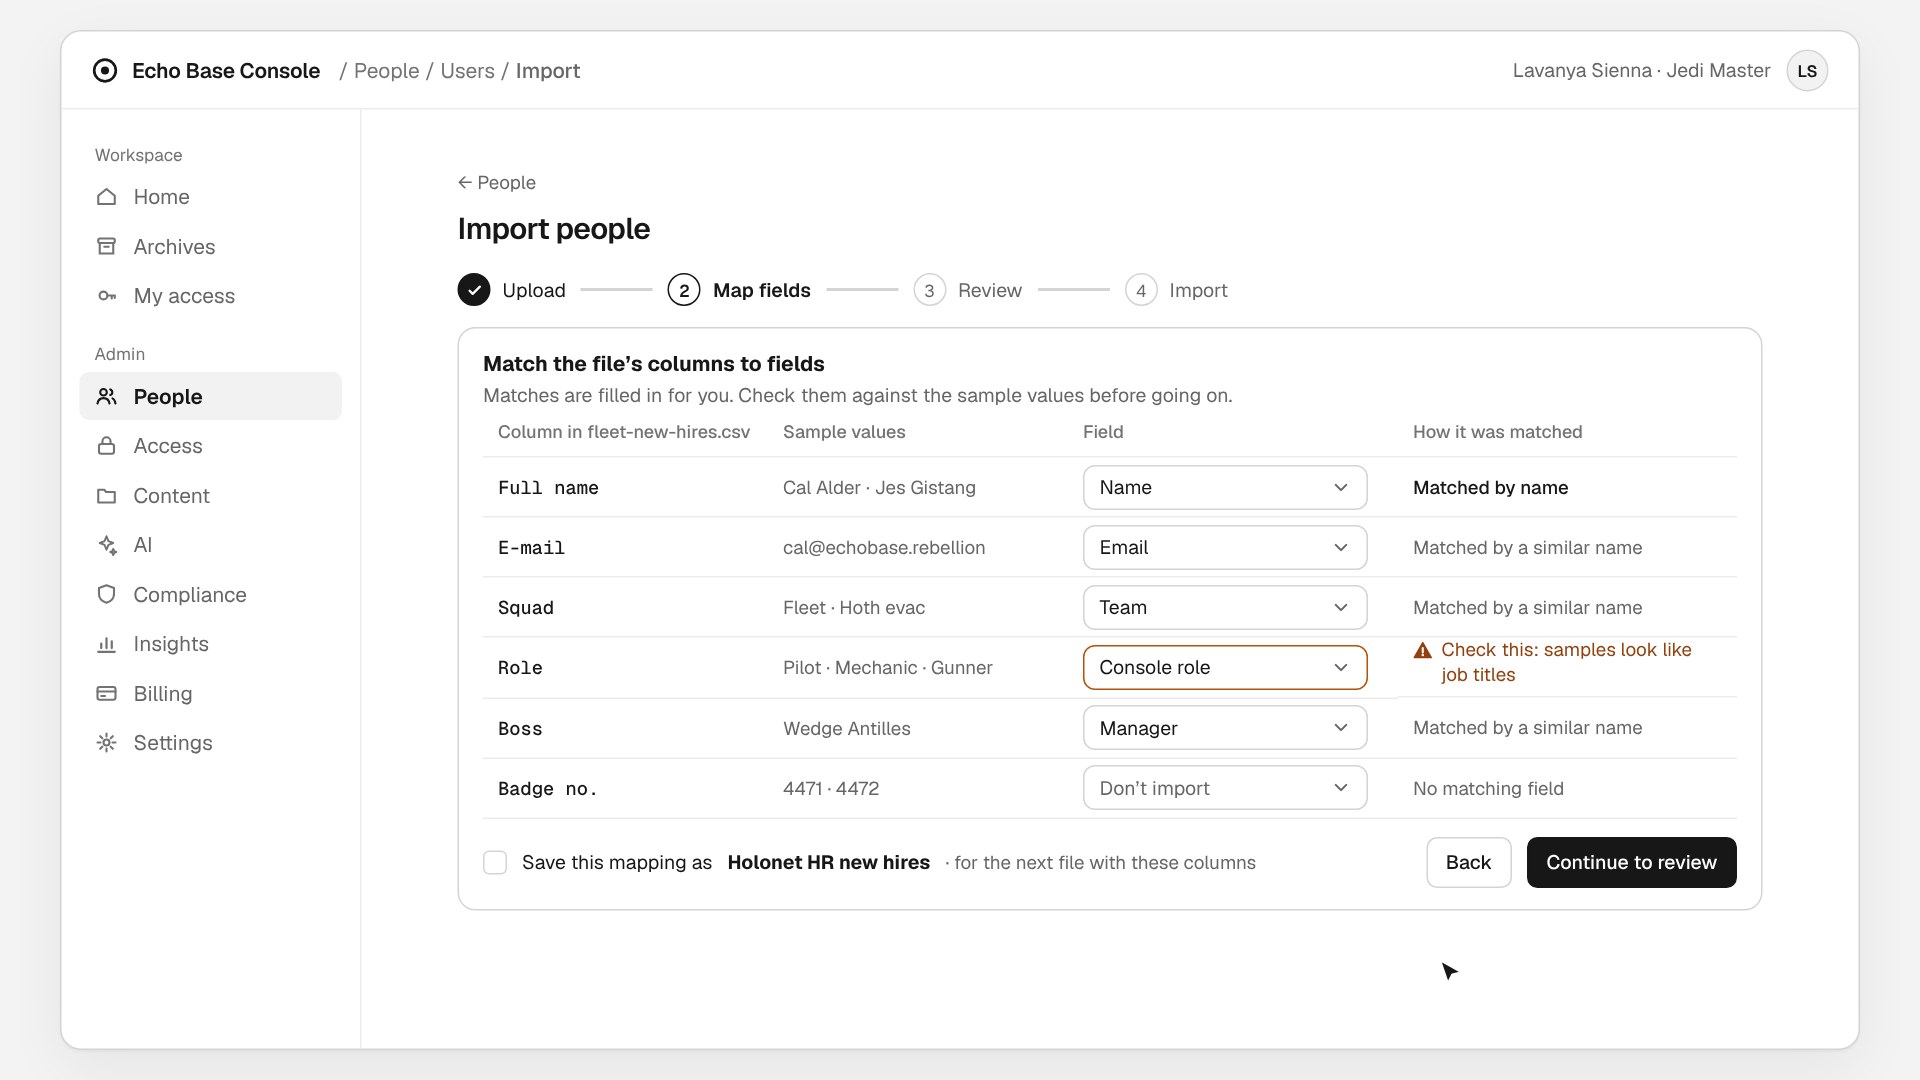 Echo Base Console / People / Users / Import
Lavanya Sienna · Jedi Master LS
Workspace
Home
Archives
My access
Admin
People
Access
Content
AI
Compliance
Insights
Billing
Settings
← People
Import people
Upload 2 Map fields 3 Review 4 Import
Match the file’s columns to fields
Matches are filled in for you. Check them against the sample values before going on.
Column in fleet-new-hires.csv Sample values Field How it was matched
Full name Cal Alder · Jes Gistang Name Matched by name
E-mail cal@echobase.rebellion Email Matched by a similar name
Squad Fleet · Hoth evac Team Matched by a similar name
Role Pilot · Mechanic · Gunner Console role Check this: samples look like
job titles
Boss Wedge Antilles Manager Matched by a similar name
Badge no. 4471 · 4472 Don’t import No matching field
Save this mapping as Holonet HR new hires · for the next file with these columns Back Continue to review